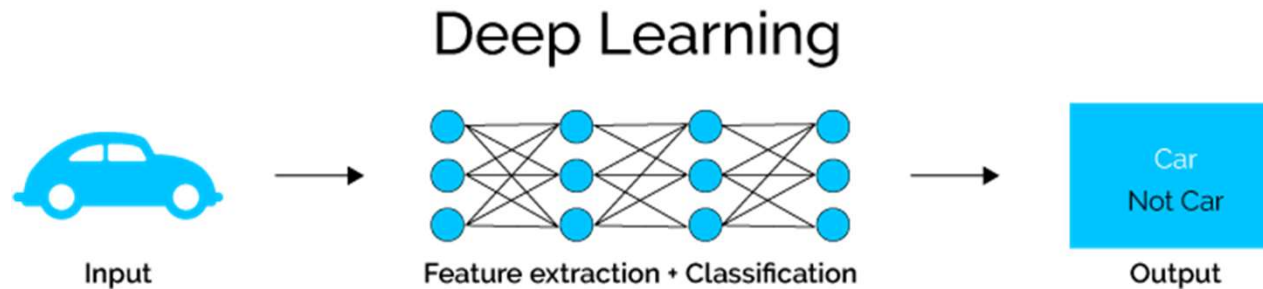 Deep Learning
Car
Not Car
Input
Feature extraction + Classification
Output